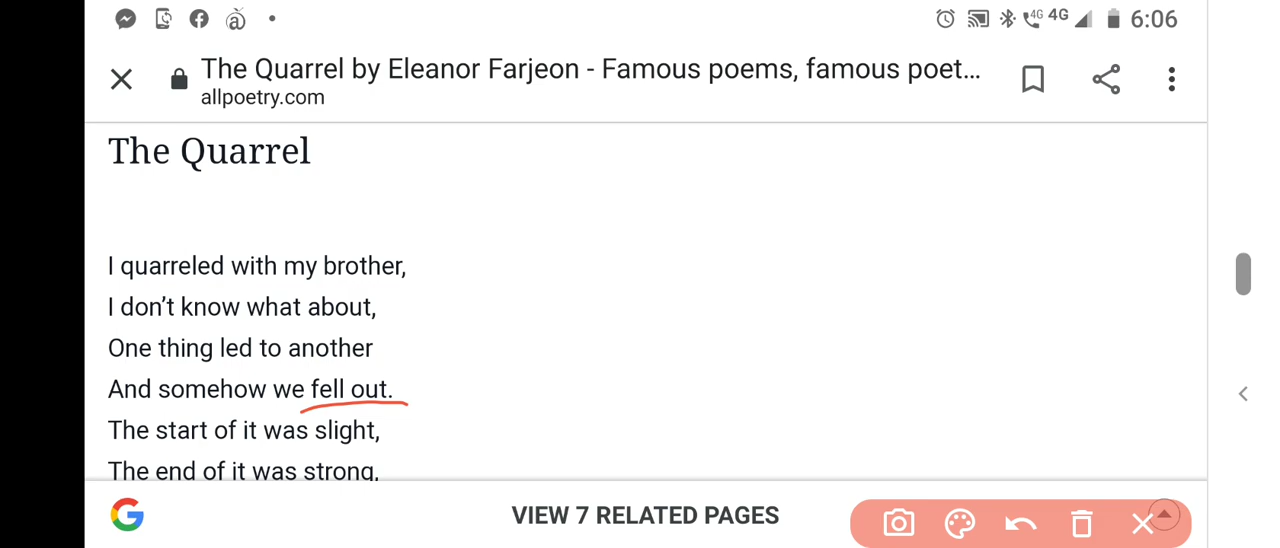 4G 4G 6:06
The Quarrel by Eleanor Farjeon - Famous poems, famous poet...
allpoetry.com
The Quarrel
I quarreled with my brother,
I don't know what about,
One thing led to another
And somehow we fell out.
The start of it was slight,
The end of it was strong,
VIEW 7 RELATED PAGES